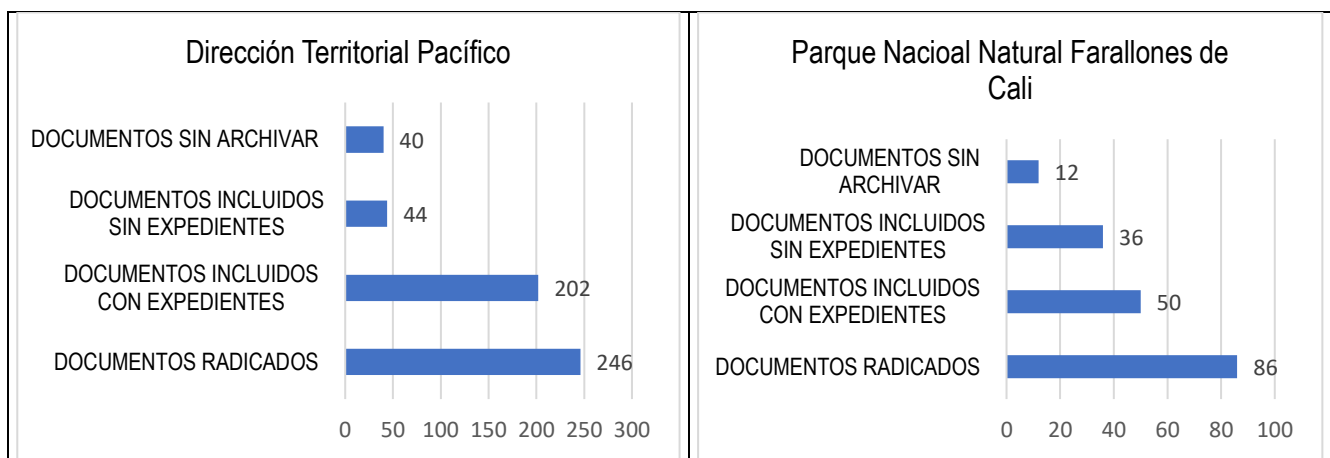 Dirección Territorial Pacífico
DOCUMENTOS SIN ARCHIVAR
40
DOCUMENTOS INCLUIDOS
SIN EXPEDIENTES
44
DOCUMENTOS INCLUIDOS
CON EXPEDIENTES
202
DOCUMENTOS RADICADOS
246
0 50 100 150 200 250 300
Parque Nacioal Natural Farallones de
Cali
DOCUMENTOS SIN
ARCHIVAR
12
DOCUMENTOS INCLUIDOS
SIN EXPEDIENTES
36
DOCUMENTOS INCLUIDOS
CON EXPEDIENTES
50
DOCUMENTOS RADICADOS
86
0 20 40 60 80 100